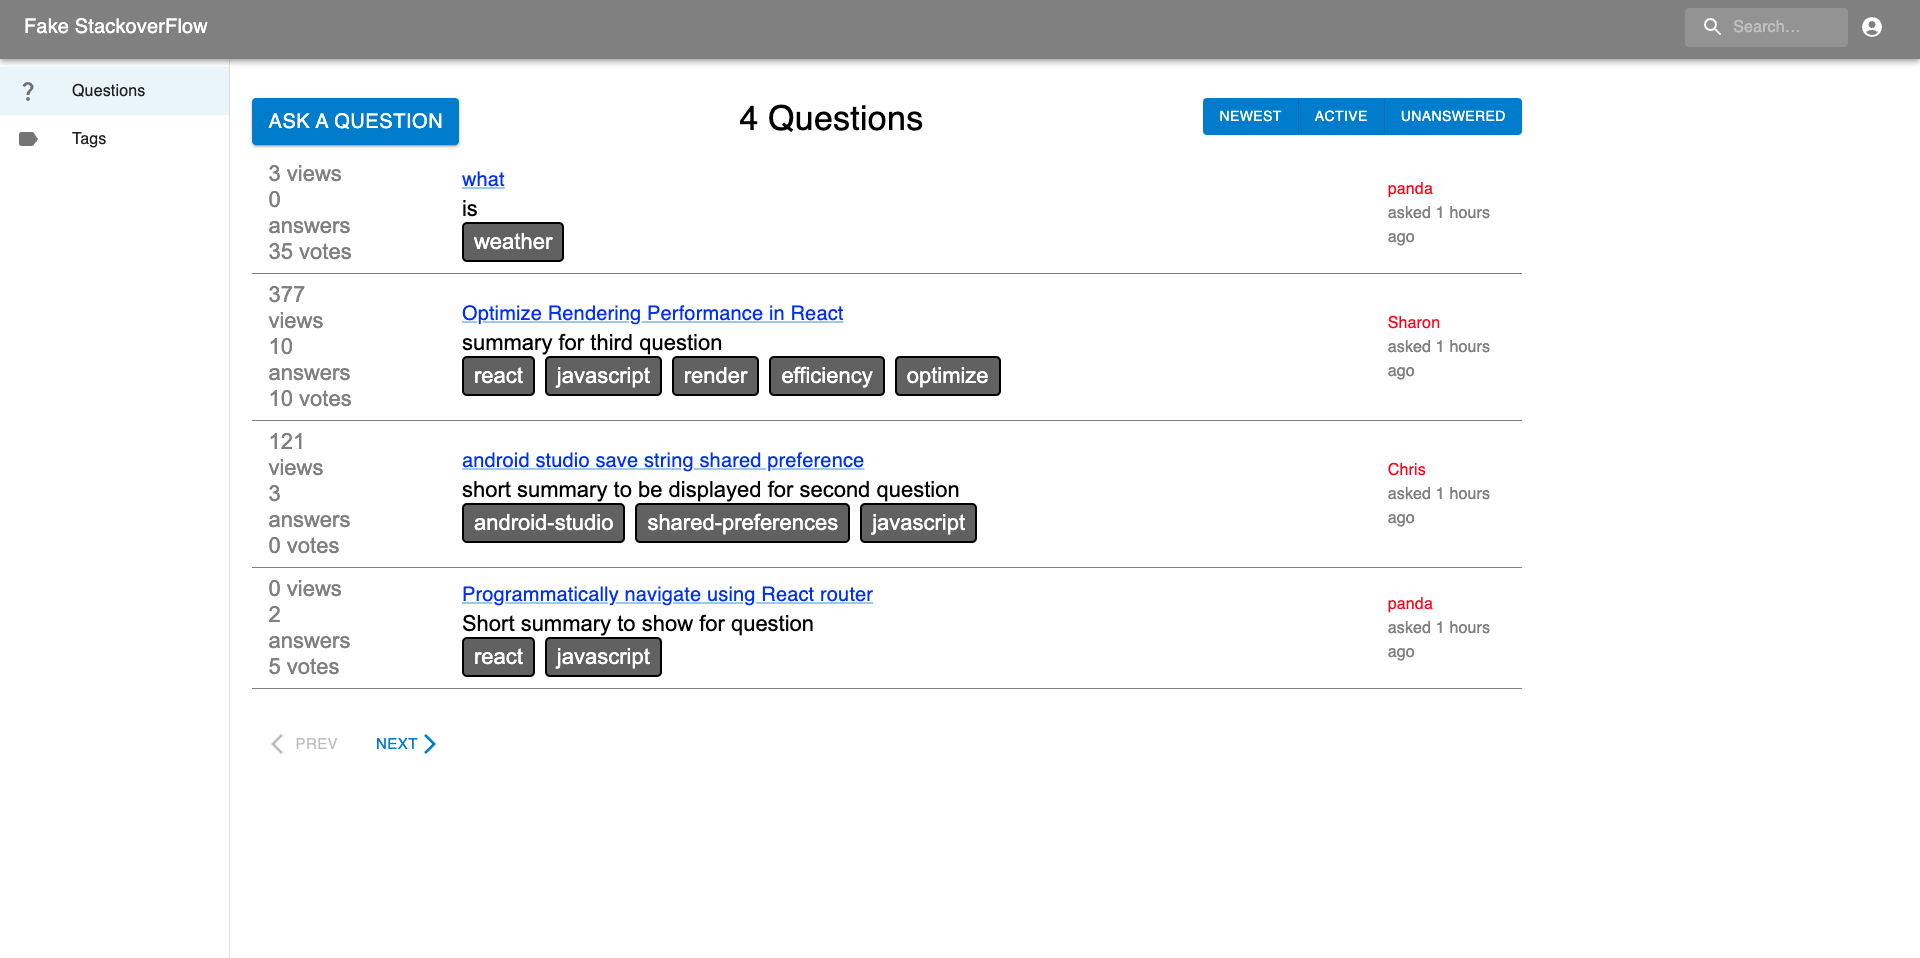 Fake StackoverFlow
Search…
? Questions
Tags
ASK A QUESTION
4 Questions
NEWEST ACTIVE UNANSWERED
3 views
0
answers
35 votes
what
is
weather
panda
asked 1 hours
ago
377
views
10
answers
10 votes
Optimize Rendering Performance in React
summary for third question
react javascript render efficiency optimize
Sharon
asked 1 hours
ago
121
views
3
answers
0 votes
android studio save string shared preference
short summary to be displayed for second question
android-studio shared-preferences javascript
Chris
asked 1 hours
ago
0 views
2
answers
5 votes
Programmatically navigate using React router
Short summary to show for question
react javascript
panda
asked 1 hours
ago
PREV NEXT